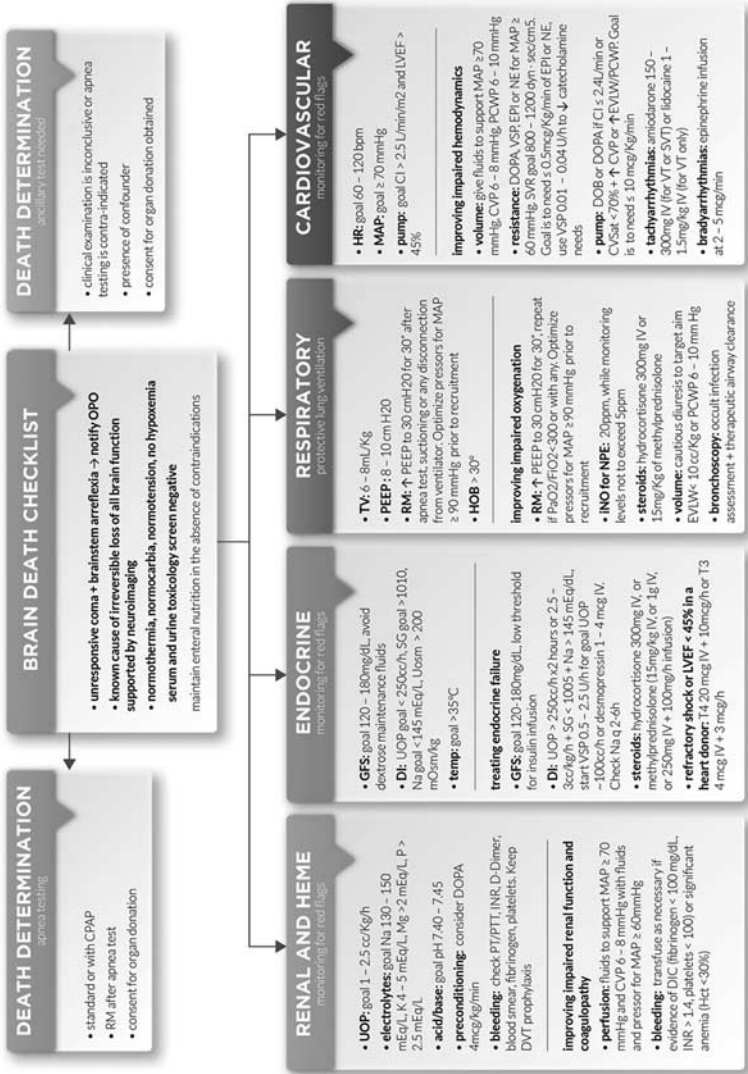 DEATH DETERMINATION
apnea testing
• standard or with CPAP
• RM after apnea test
• consent for organ donation
BRAIN DEATH CHECKLIST
• unresponsive coma + brainstem arreflexia → notify OPO
• known cause of irreversible loss of all brain function
supported by neuroimaging
• normothermia, normocarbia, normotension, no hypoxemia
serum and urine toxicology screen negative
maintain enteral nutrition in the absence of contraindications
DEATH DETERMINATION
ancillary test needed
• clinical examination is inconclusive or apnea
testing is contra-indicated
• presence of confounder
• consent for organ donation obtained
RENAL AND HEME
monitoring for red flags
• UOP: goal 1 – 2.5 cc/Kg/h
• electrolytes: goal Na 130 – 150
mEq/L, K 4 – 5 mEq/L, Mg >2 mEq/L, P >
2.5 mEq/L
• acid/base: goal pH 7.40 – 7.45
• preconditioning: consider DOPA
4mcg/kg/min
• bleeding: check PT/PTT, INR, D-Dimer,
blood smear, fibrinogen, platelets. Keep
DVT prophylaxis
improving impaired renal function and
coagulopathy
• perfusion: fluids to support MAP ≥ 70
mmHg and CVP 6 – 8 mmHg with fluids
and pressor for MAP ≥ 60mmHg
• bleeding: transfuse as necessary if
evidence of DIC (fibrinogen < 100 mg/dL,
INR > 1.4, platelets < 100) or significant
anemia (Hct <30%)
ENDOCRINE
monitoring for red flags
• GFS: goal 120 – 180mg/dL, avoid
dextrose maintenance fluids
• DI: UOP goal < 250cc/h, SG goal >1010,
Na goal <145 mEq/L, Uosm > 200
mOsm/kg
• temp: goal >35°C
treating endocrine failure
• GFS: goal 120-180mg/dL, low threshold
for insulin infusion
• DI: UOP > 250cc/h x2 hours or 2.5 –
3cc/kg/h + SG < 1005 + Na > 145 mEq/dL,
start VSP 0.5 – 2.5 U/h for goal UOP
~100cc/h or desmopressin 1 – 4 mcg IV.
Check Na q 2-6h
• steroids: hydrocortisone 300mg IV, or
methylprednisolone (15mg/kg IV, or 1g IV,
or 250mg IV + 100mg/h infusion)
• refractory shock or LVEF < 45% in a
heart donor: T4 20 mcg IV + 10mcg/h or T3
4 mcg IV + 3 mcg/h
RESPIRATORY
protective lung ventilation
• TV: 6 – 8mL/Kg
• PEEP: 8 – 10 cm H20
• RM: ↑ PEEP to 30 cmH20 for 30" after
apnea test, suctioning or any disconnection
from ventilator. Optimize pressors for MAP
≥ 90 mmHg prior to recruitment
• HOB > 30°
improving impaired oxygenation
• RM: ↑ PEEP to 30 cmH20 for 30", repeat
if PaO2/FiO2<300 or with any. Optimize
pressors for MAP ≥ 90 mmHg prior to
recruitment
• iNO for NPE: 20ppm, while monitoring
levels not to exceed 5ppm
• steroids: hydrocortisone 300mg IV or
15mg/Kg of methylprednisolone
• volume: cautious diuresis to target aim
EVLW< 10 cc/Kg or PCWP 6 – 10 mm Hg
• bronchoscopy: occult infection
assessment + therapeutic airway clearance
CARDIOVASCULAR
monitoring for red flags
• HR: goal 60 – 120 bpm
• MAP: goal ≥ 70 mmHg
• pump: goal CI > 2.5 L/min/m2 and LVEF >
45%
improving impaired hemodynamics
• volume: give fluids to support MAP ≥ 70
mmHg, CVP 6 – 8 mmHg, PCWP 6 – 10 mmHg
• resistance: DOPA, VSP, EPI or NE for MAP ≥
60 mmHg, SVR goal 800 – 1200 dyn · sec/cm5.
Goal is to need ≤ 0.5mcg/Kg/min of EPI or NE,
use VSP 0.01 – 0.04 U/h to ↓ catecholamine
needs
• pump: DOB or DOPA if CI ≤ 2.4L/min or
CVSat <70% + ↑ CVP or ↑EVLW/PCWP. Goal
is to need ≤ 10 mcg/Kg/min
• tachyarrhythmias: amiodarone 150 –
300mg IV (for VT or SVT) or lidocaine 1 –
1.5mg/kg IV (for VT only)
• bradyarrhythmias: epinephrine infusion
at 2 – 5 mcg/min